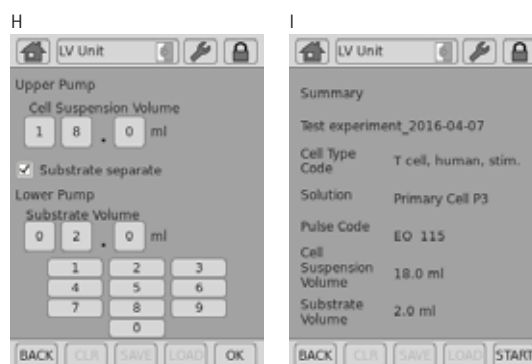 H
LV Unit
Upper Pump
Cell Suspension Volume
1 8 . 0 ml
Substrate separate
Lower Pump
Substrate Volume
0 2 . 0 ml
1 2 3
4 5 6
7 8 9
0
BACK CLR SAVE LOAD OK
I
LV Unit
Summary
Test experiment_2016-04-07
Cell Type Code T cell, human, stim.
Solution Primary Cell P3
Pulse Code EO 115
Cell Suspension Volume 18.0 ml
Substrate Volume 2.0 ml
BACK CLR SAVE LOAD START